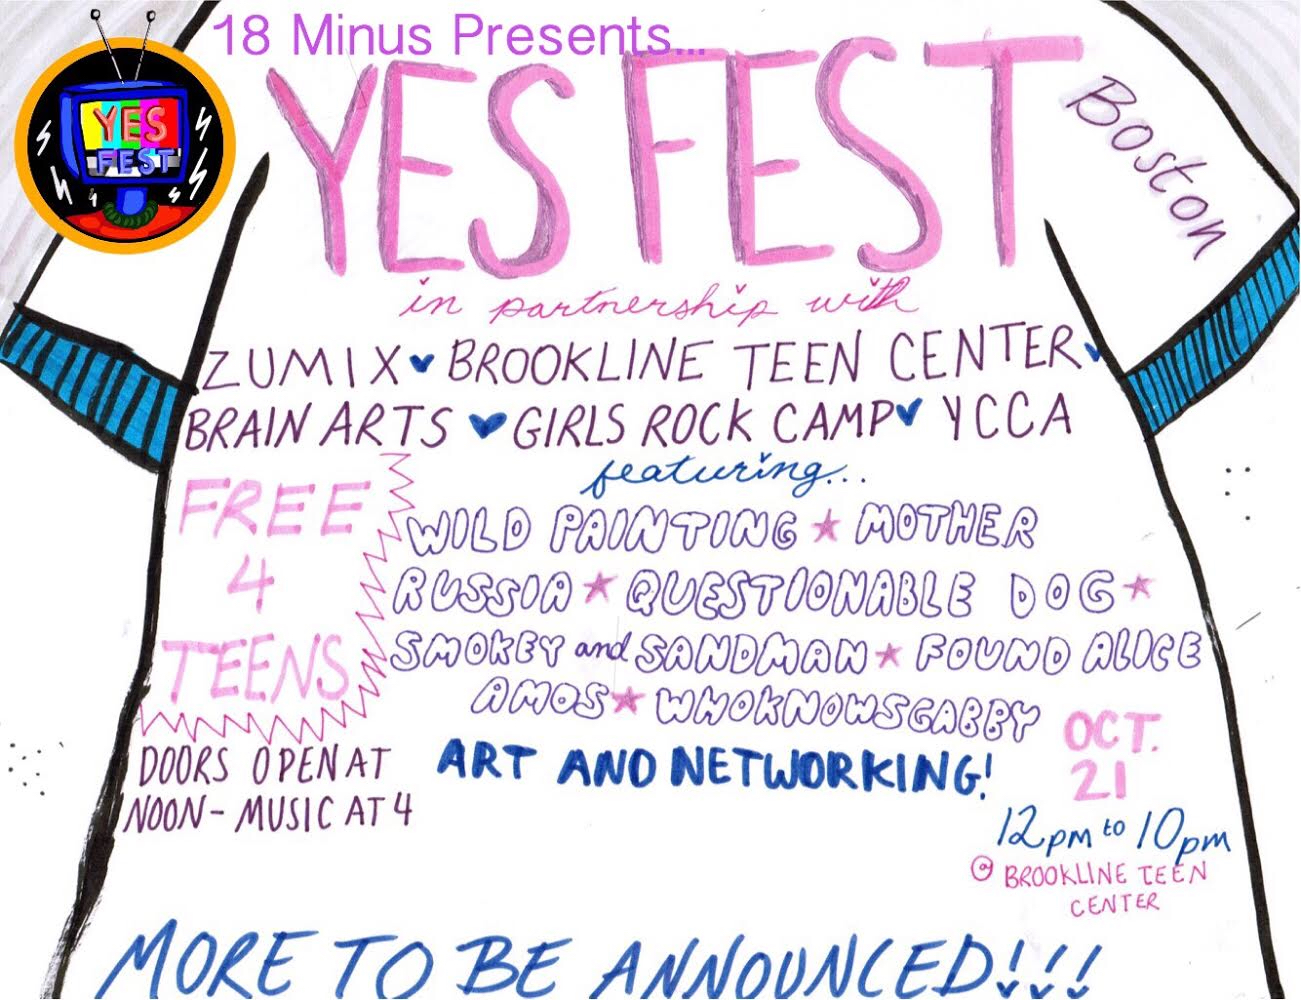 18 Minus Presents...
YES
FEST
YES FEST
Boston
in partnership with
ZUMIX BROOKLINE TEEN CENTER
BRAIN ARTS GIRLS ROCK CAMP YCCA
featuring...
FREE
4
TEENS
WILD PAINTING ★ MOTHER
RUSSIA ★ QUESTIONABLE DOG ★
SMOKEY and SANDMAN ★ FOUND ALICE
AMOS ★ WHOKNOWSGABBY
DOORS OPEN AT
NOON - MUSIC AT 4
ART AND NETWORKING!
OCT.
21
12pm to 10pm
@ BROOKLINE TEEN
CENTER
MORE TO BE ANNOUNCED!!!